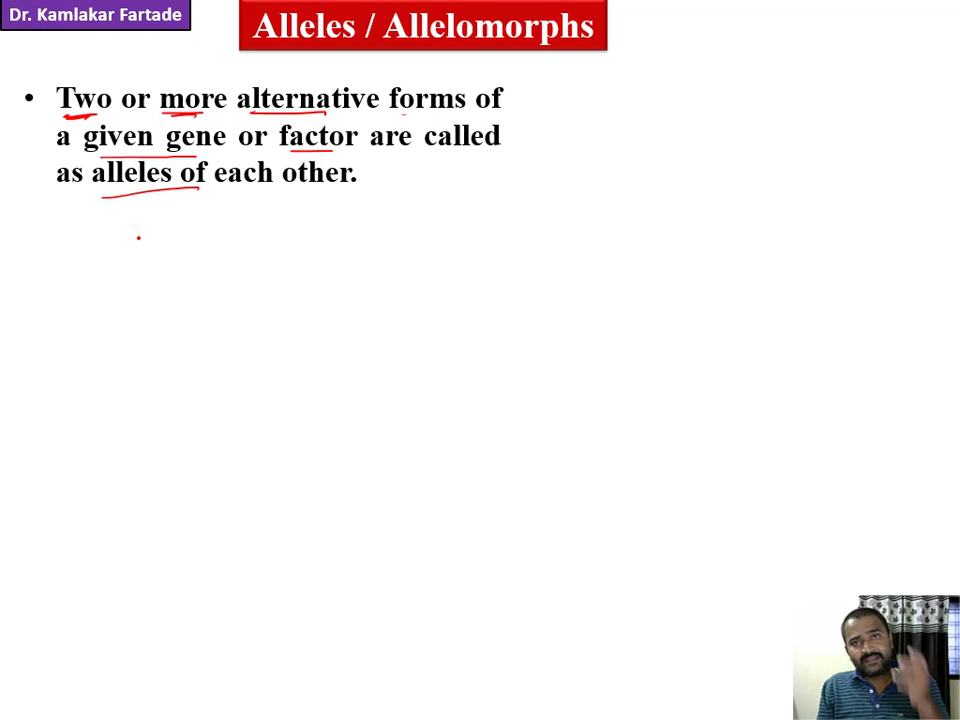 Dr. Kamlakar Fartade
Alleles / Allelomorphs
• Two or more alternative forms of
a given gene or factor are called
as alleles of each other.